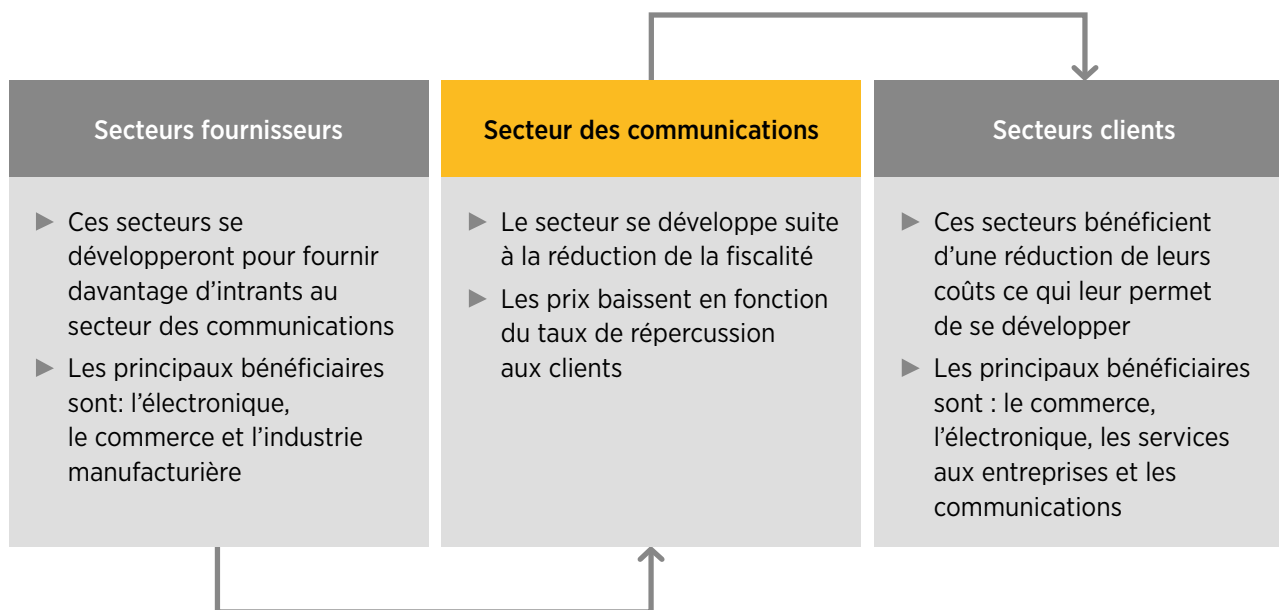 Secteurs fournisseurs
Ces secteurs se
développeront pour fournir
davantage d'intrants au
secteur des communications
Les principaux bénéficiaires
sont: l'électronique,
le commerce et l'industrie
manufacturière
Secteur des communications
Le secteur se développe suite
à la réduction de la fiscalité
Les prix baissent en fonction
du taux de répercussion
aux clients
Secteurs clients
Ces secteurs bénéficient
d'une réduction de leurs
coûts ce qui leur permet
de se développer
Les principaux bénéficiaires
sont : le commerce,
l'électronique, les services
aux entreprises et les
communications